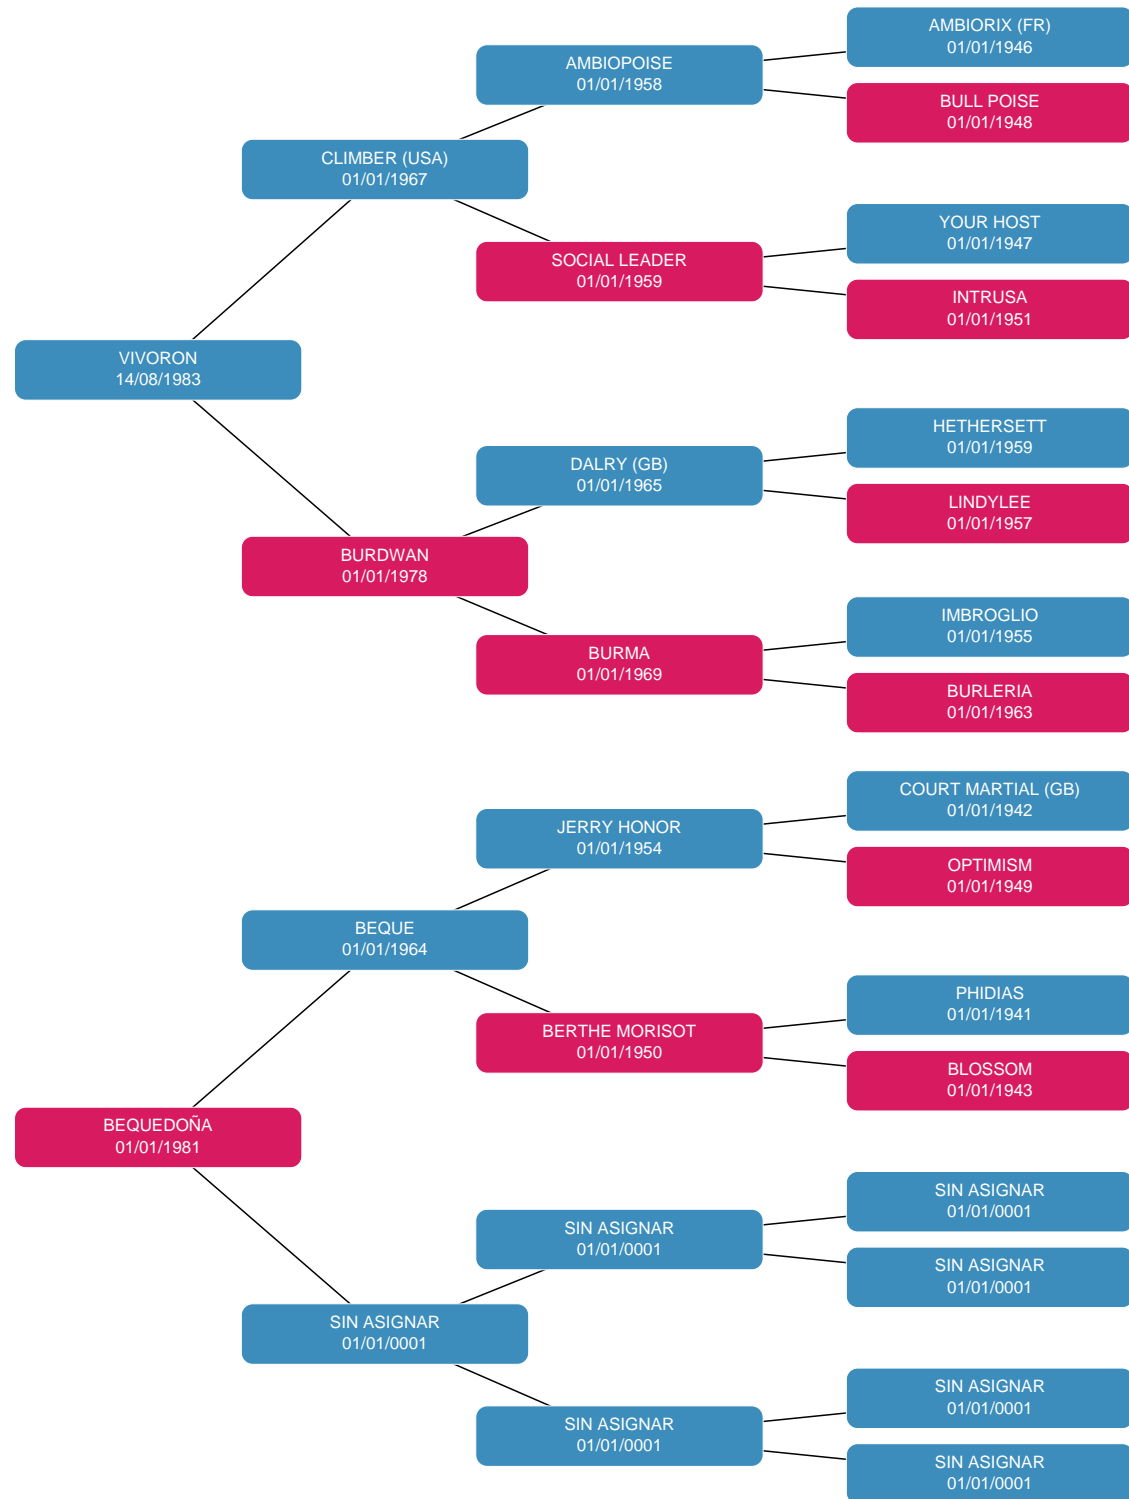 AMBIORIX (FR)
01/01/1946
AMBIOPOISE
01/01/1958
BULL POISE
01/01/1948
CLIMBER (USA)
01/01/1967
YOUR HOST
01/01/1947
SOCIAL LEADER
01/01/1959
INTRUSA
01/01/1951
VIVORON
14/08/1983
HETHERSETT
01/01/1959
DALRY (GB)
01/01/1965
LINDYLEE
01/01/1957
BURDWAN
01/01/1978
IMBROGLIO
01/01/1955
BURMA
01/01/1969
BURLERIA
01/01/1963
COURT MARTIAL (GB)
01/01/1942
JERRY HONOR
01/01/1954
OPTIMISM
01/01/1949
BEQUE
01/01/1964
PHIDIAS
01/01/1941
BERTHE MORISOT
01/01/1950
BLOSSOM
01/01/1943
BEQUEDOÑA
01/01/1981
SIN ASIGNAR
01/01/0001
SIN ASIGNAR
01/01/0001
SIN ASIGNAR
01/01/0001
SIN ASIGNAR
01/01/0001
SIN ASIGNAR
01/01/0001
SIN ASIGNAR
01/01/0001
SIN ASIGNAR
01/01/0001